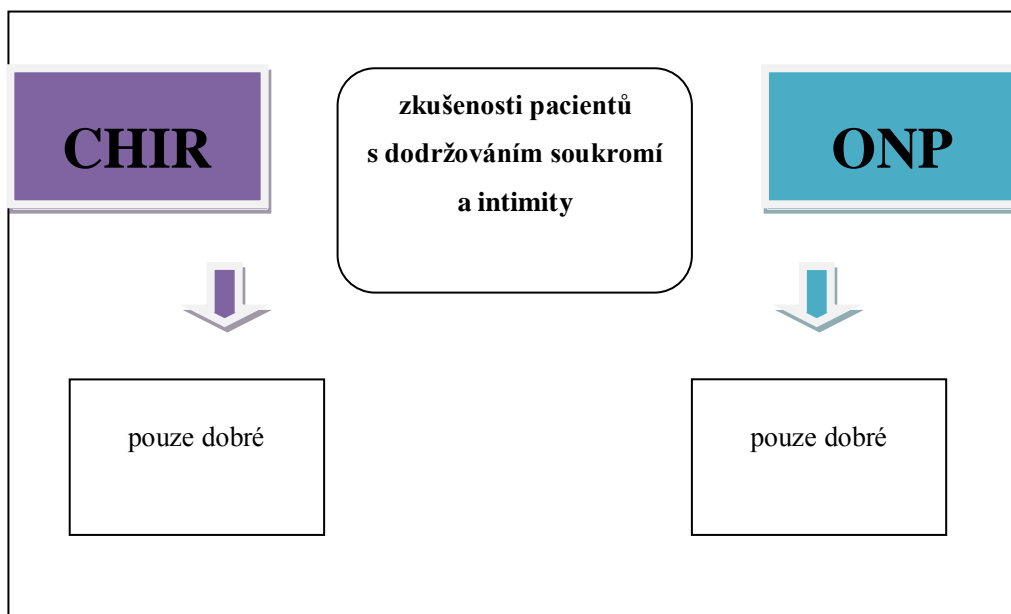 CHIR
zkušenosti pacientů
s dodržováním soukromí
a intimity
ONP
pouze dobré
pouze dobré